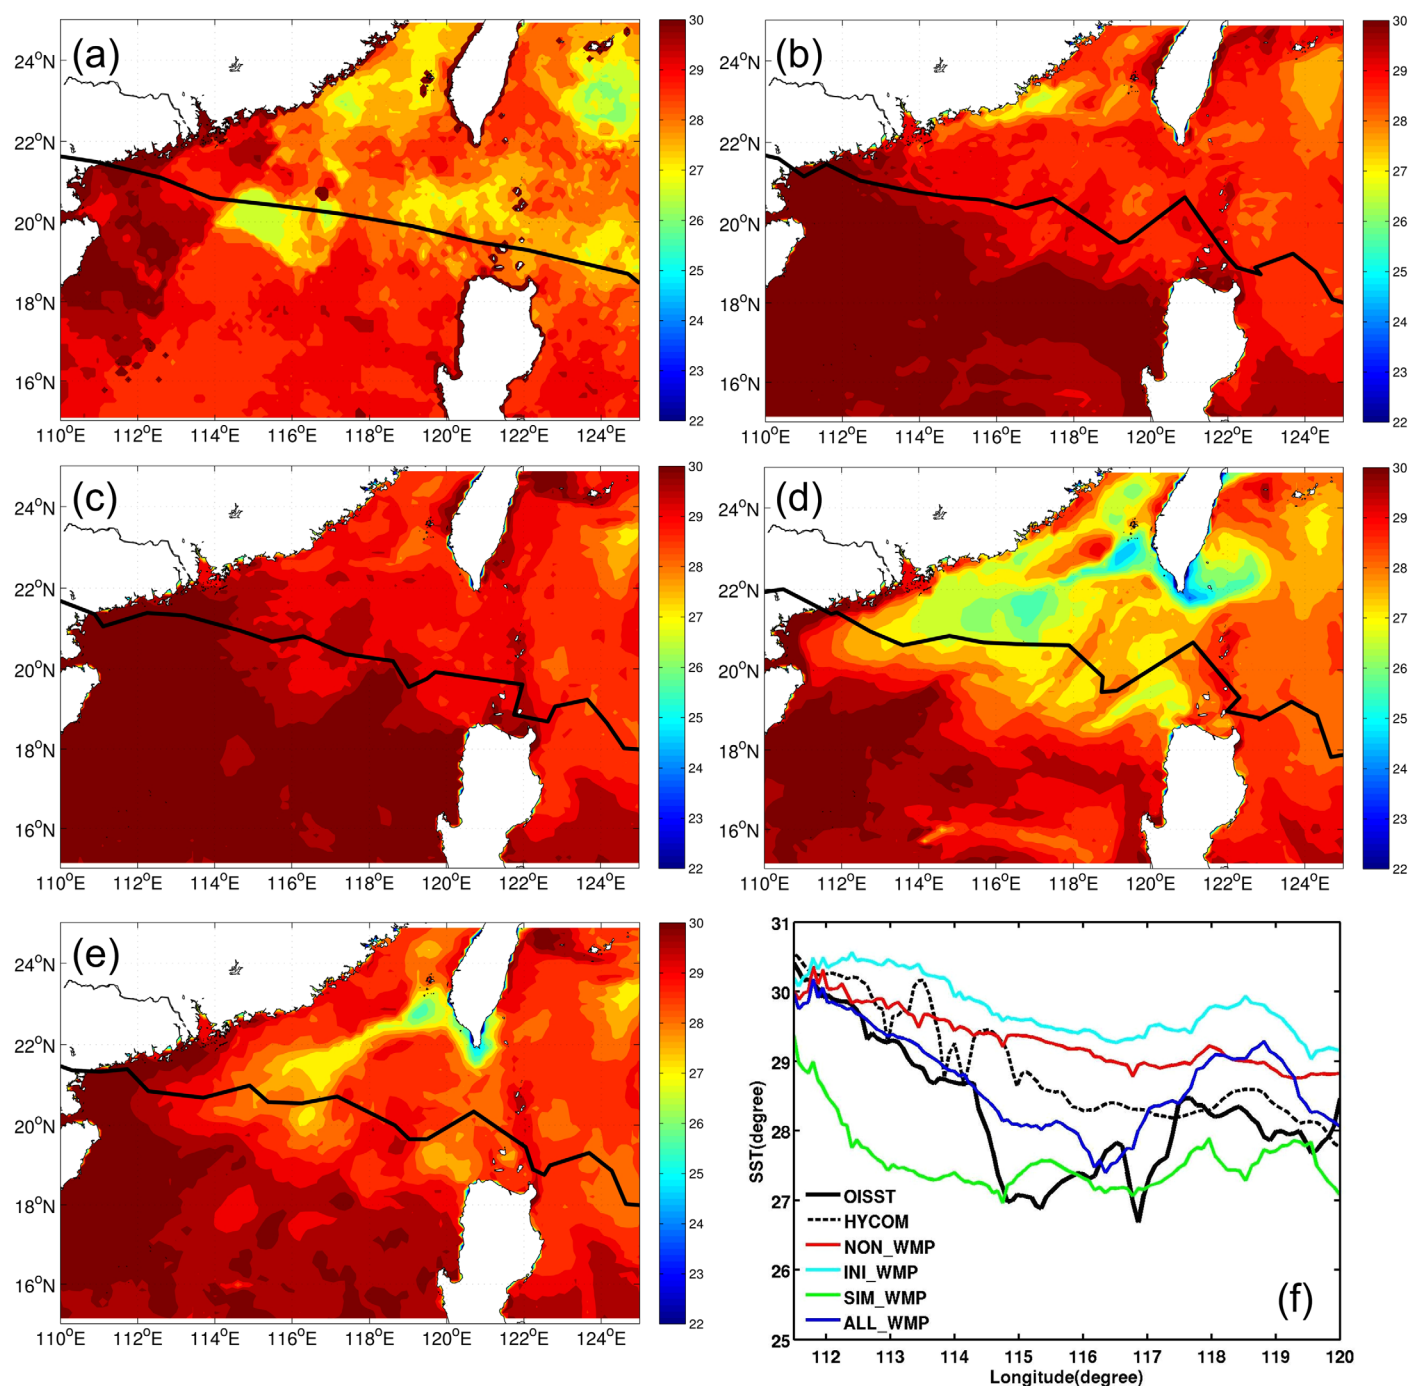 (a)
24°N
22°N
20°N
18°N
16°N
110°E 112°E 114°E 116°E 118°E 120°E 122°E 124°E
30
29
28
27
26
25
24
23
22
(b)
24°N
22°N
20°N
18°N
16°N
110°E 112°E 114°E 116°E 118°E 120°E 122°E 124°E
30
29
28
27
26
25
24
23
22
(c)
24°N
22°N
20°N
18°N
16°N
110°E 112°E 114°E 116°E 118°E 120°E 122°E 124°E
30
29
28
27
26
25
24
23
22
(d)
24°N
22°N
20°N
18°N
16°N
110°E 112°E 114°E 116°E 118°E 120°E 122°E 124°E
30
29
28
27
26
25
24
23
22
(e)
24°N
22°N
20°N
18°N
16°N
110°E 112°E 114°E 116°E 118°E 120°E 122°E 124°E
30
29
28
27
26
25
24
23
22
SST(degree)
31
30
29
28
27
26
25
OISST
HYCOM
NON_WMP
INI_WMP
SIM_WMP
ALL_WMP
(f)
112 113 114 115 116 117 118 119 120
Longitude(degree)